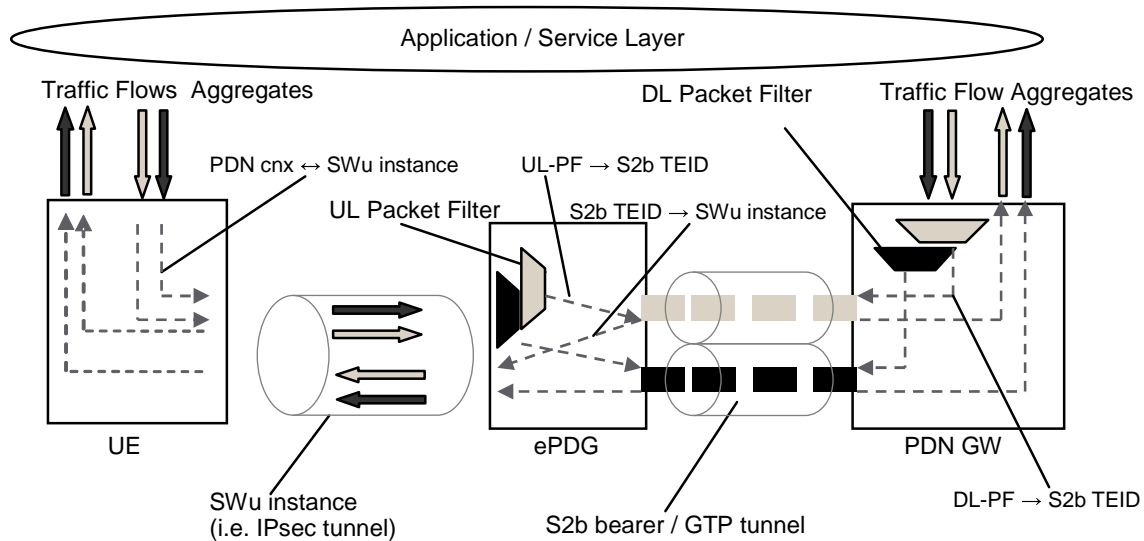 Application / Service Layer
Traffic Flows Aggregates
DL Packet Filter
Traffic Flow Aggregates
PDN cnx ↔ SWu instance
UL-PF → S2b TEID
UL Packet Filter
S2b TEID → SWu instance
UE
ePDG
PDN GW
SWu instance
(i.e. IPsec tunnel)
S2b bearer / GTP tunnel
DL-PF → S2b TEID